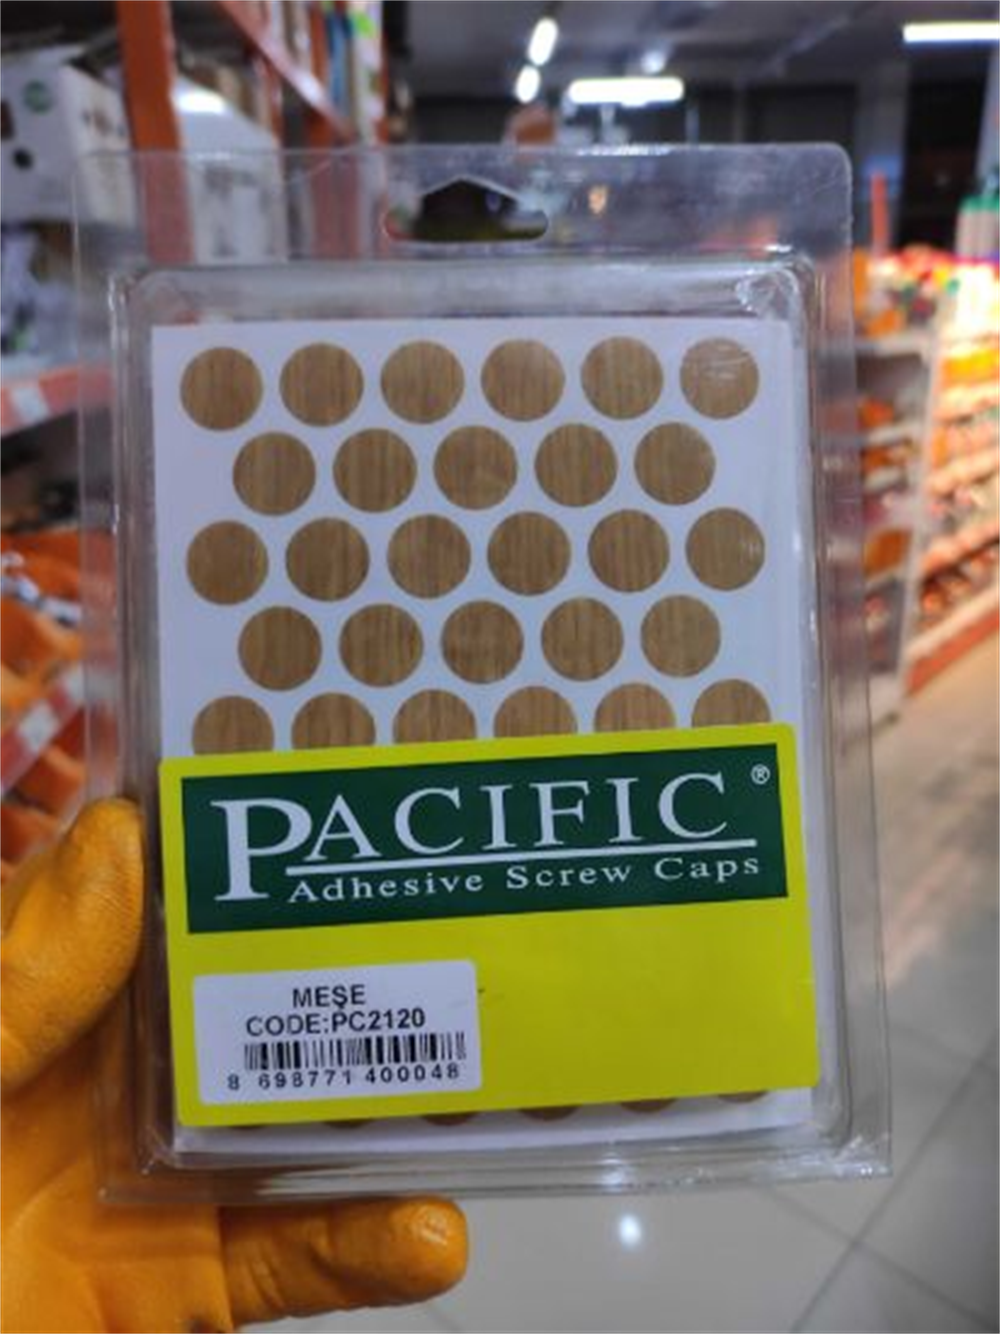 PACIFIC®
Adhesive Screw Caps
MEŞE
CODE:PC2120
8 698771 400048